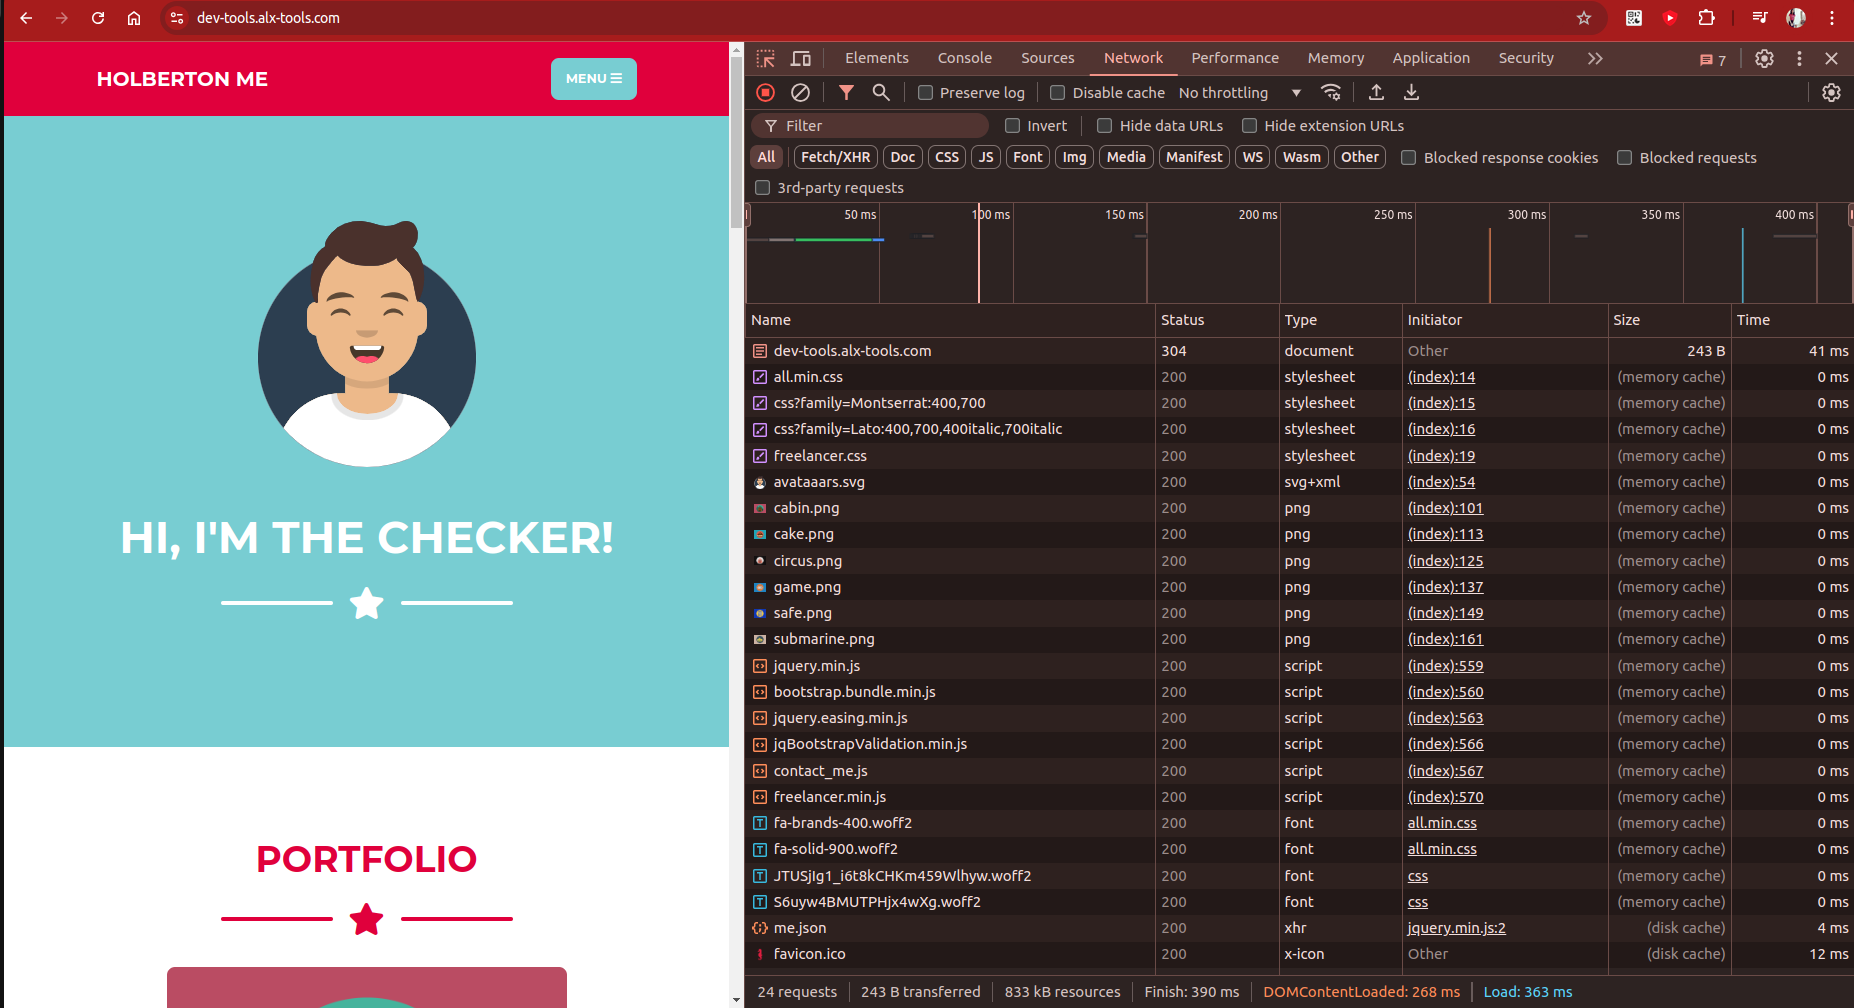 dev-tools.alx-tools.com
HOLBERTON ME
MENU
HI, I'M THE CHECKER!
PORTFOLIO
Elements Console Sources Network Performance Memory Application Security 7
Preserve log Disable cache No throttling
Filter Invert Hide data URLs Hide extension URLs
All Fetch/XHR Doc CSS JS Font Img Media Manifest WS Wasm Other Blocked response cookies Blocked requests
3rd-party requests
50 ms 100 ms 150 ms 200 ms 250 ms 300 ms 350 ms 400 ms
Name Status Type Initiator Size Time
dev-tools.alx-tools.com 304 document Other 243 B 41 ms
all.min.css 200 stylesheet (index):14 (memory cache) 0 ms
css?family=Montserrat:400,700 200 stylesheet (index):15 (memory cache) 0 ms
css?family=Lato:400,700,400italic,700italic 200 stylesheet (index):16 (memory cache) 0 ms
freelancer.css 200 stylesheet (index):19 (memory cache) 0 ms
avataaars.svg 200 svg+xml (index):54 (memory cache) 0 ms
cabin.png 200 png (index):101 (memory cache) 0 ms
cake.png 200 png (index):113 (memory cache) 0 ms
circus.png 200 png (index):125 (memory cache) 0 ms
game.png 200 png (index):137 (memory cache) 0 ms
safe.png 200 png (index):149 (memory cache) 0 ms
submarine.png 200 png (index):161 (memory cache) 0 ms
jquery.min.js 200 script (index):559 (memory cache) 0 ms
bootstrap.bundle.min.js 200 script (index):560 (memory cache) 0 ms
jquery.easing.min.js 200 script (index):563 (memory cache) 0 ms
jqBootstrapValidation.min.js 200 script (index):566 (memory cache) 0 ms
contact_me.js 200 script (index):567 (memory cache) 0 ms
freelancer.min.js 200 script (index):570 (memory cache) 0 ms
fa-brands-400.woff2 200 font all.min.css (memory cache) 0 ms
fa-solid-900.woff2 200 font all.min.css (memory cache) 0 ms
JTUSjIg1_i6t8kCHKm459Wlhyw.woff2 200 font css (memory cache) 0 ms
S6uyw4BMUTPHjx4wXg.woff2 200 font css (memory cache) 0 ms
me.json 200 xhr jquery.min.js:2 (disk cache) 4 ms
favicon.ico 200 x-icon Other (disk cache) 12 ms
24 requests 243 B transferred 833 kB resources Finish: 390 ms DOMContentLoaded: 268 ms Load: 363 ms